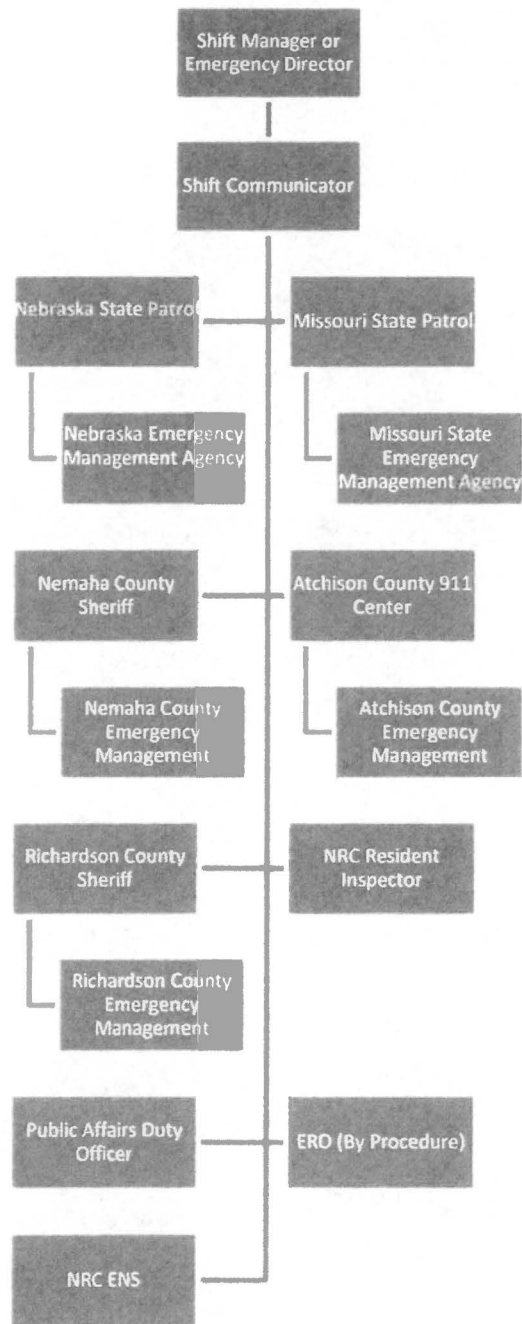 Shift Manager or
Emergency Director
Shift Communicator
Nebraska State Patrol
Missouri State Patrol
Nebraska Emergency
Management Agency
Missouri State
Emergency
Management Agency
Nemaha County
Sheriff
Atchison County 911
Center
Nemaha County
Emergency
Management
Atchison County
Emergency
Management
Richardson County
Sheriff
NRC Resident
Inspector
Richardson County
Emergency
Management
Public Affairs Duty
Officer
ERO (By Procedure)
NRC ENS